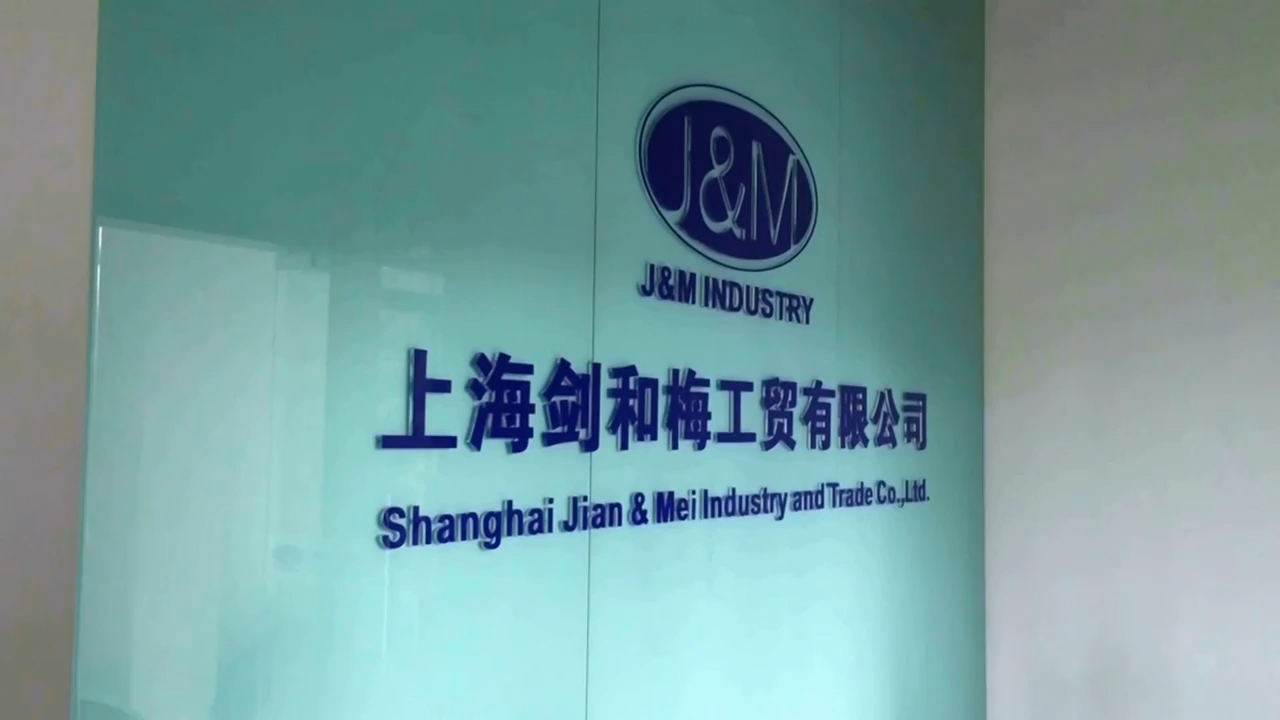 J&M
J&M INDUSTRY
上海剑和梅工贸有限公司
Shanghai Jian & Mei Industry and Trade Co.,Ltd.